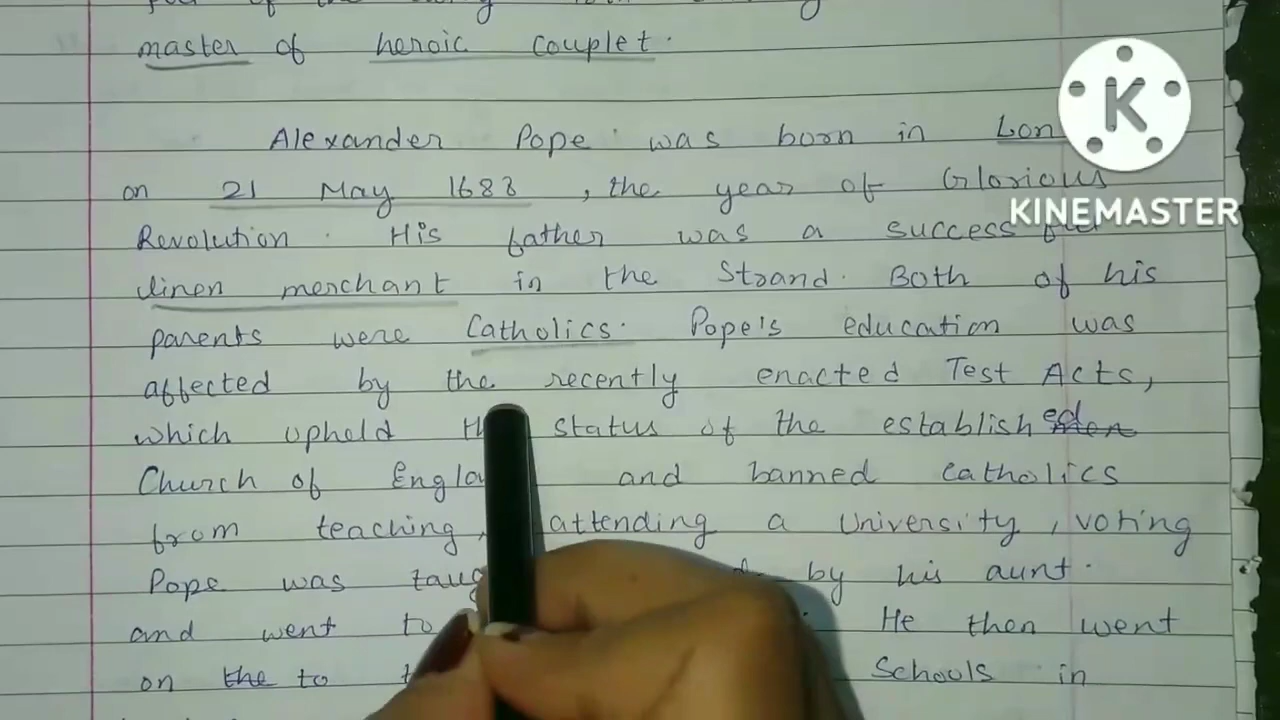 master of heroic couplet.
Alexander Pope was born in
on 21 May 1688, the year of Glorious
Revolution. His father was a
linen merchant in the Strand. Both of his
parents were Catholics. Pope's education was
affected by the recently enacted Test Acts,
which upheld status of the established
Church of and banned catholics
from teaching, attending a University, voting
Pope was by his aunt.
and went to He then went
on the to Schools in
KINEMASTER